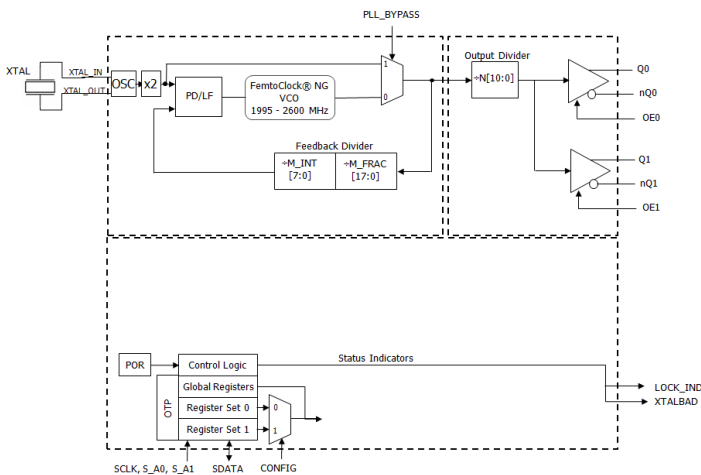 PLL_BYPASS
XTAL
XTAL_IN
XTAL_OUT
OSC
x2
PD/LF
FemtoClock® NG
VCO
1995 - 2600 MHz
1
0
Output Divider
÷N[10:0]
Q0
nQ0
OE0
Feedback Divider
÷M_INT
[7:0]
÷M_FRAC
[17:0]
Q1
nQ1
OE1
POR
Control Logic
Status Indicators
OTP
Global Registers
Register Set 0
Register Set 1
0
1
LOCK_IND
XTALBAD
SCLK, S_A0, S_A1
SDATA
CONFIG